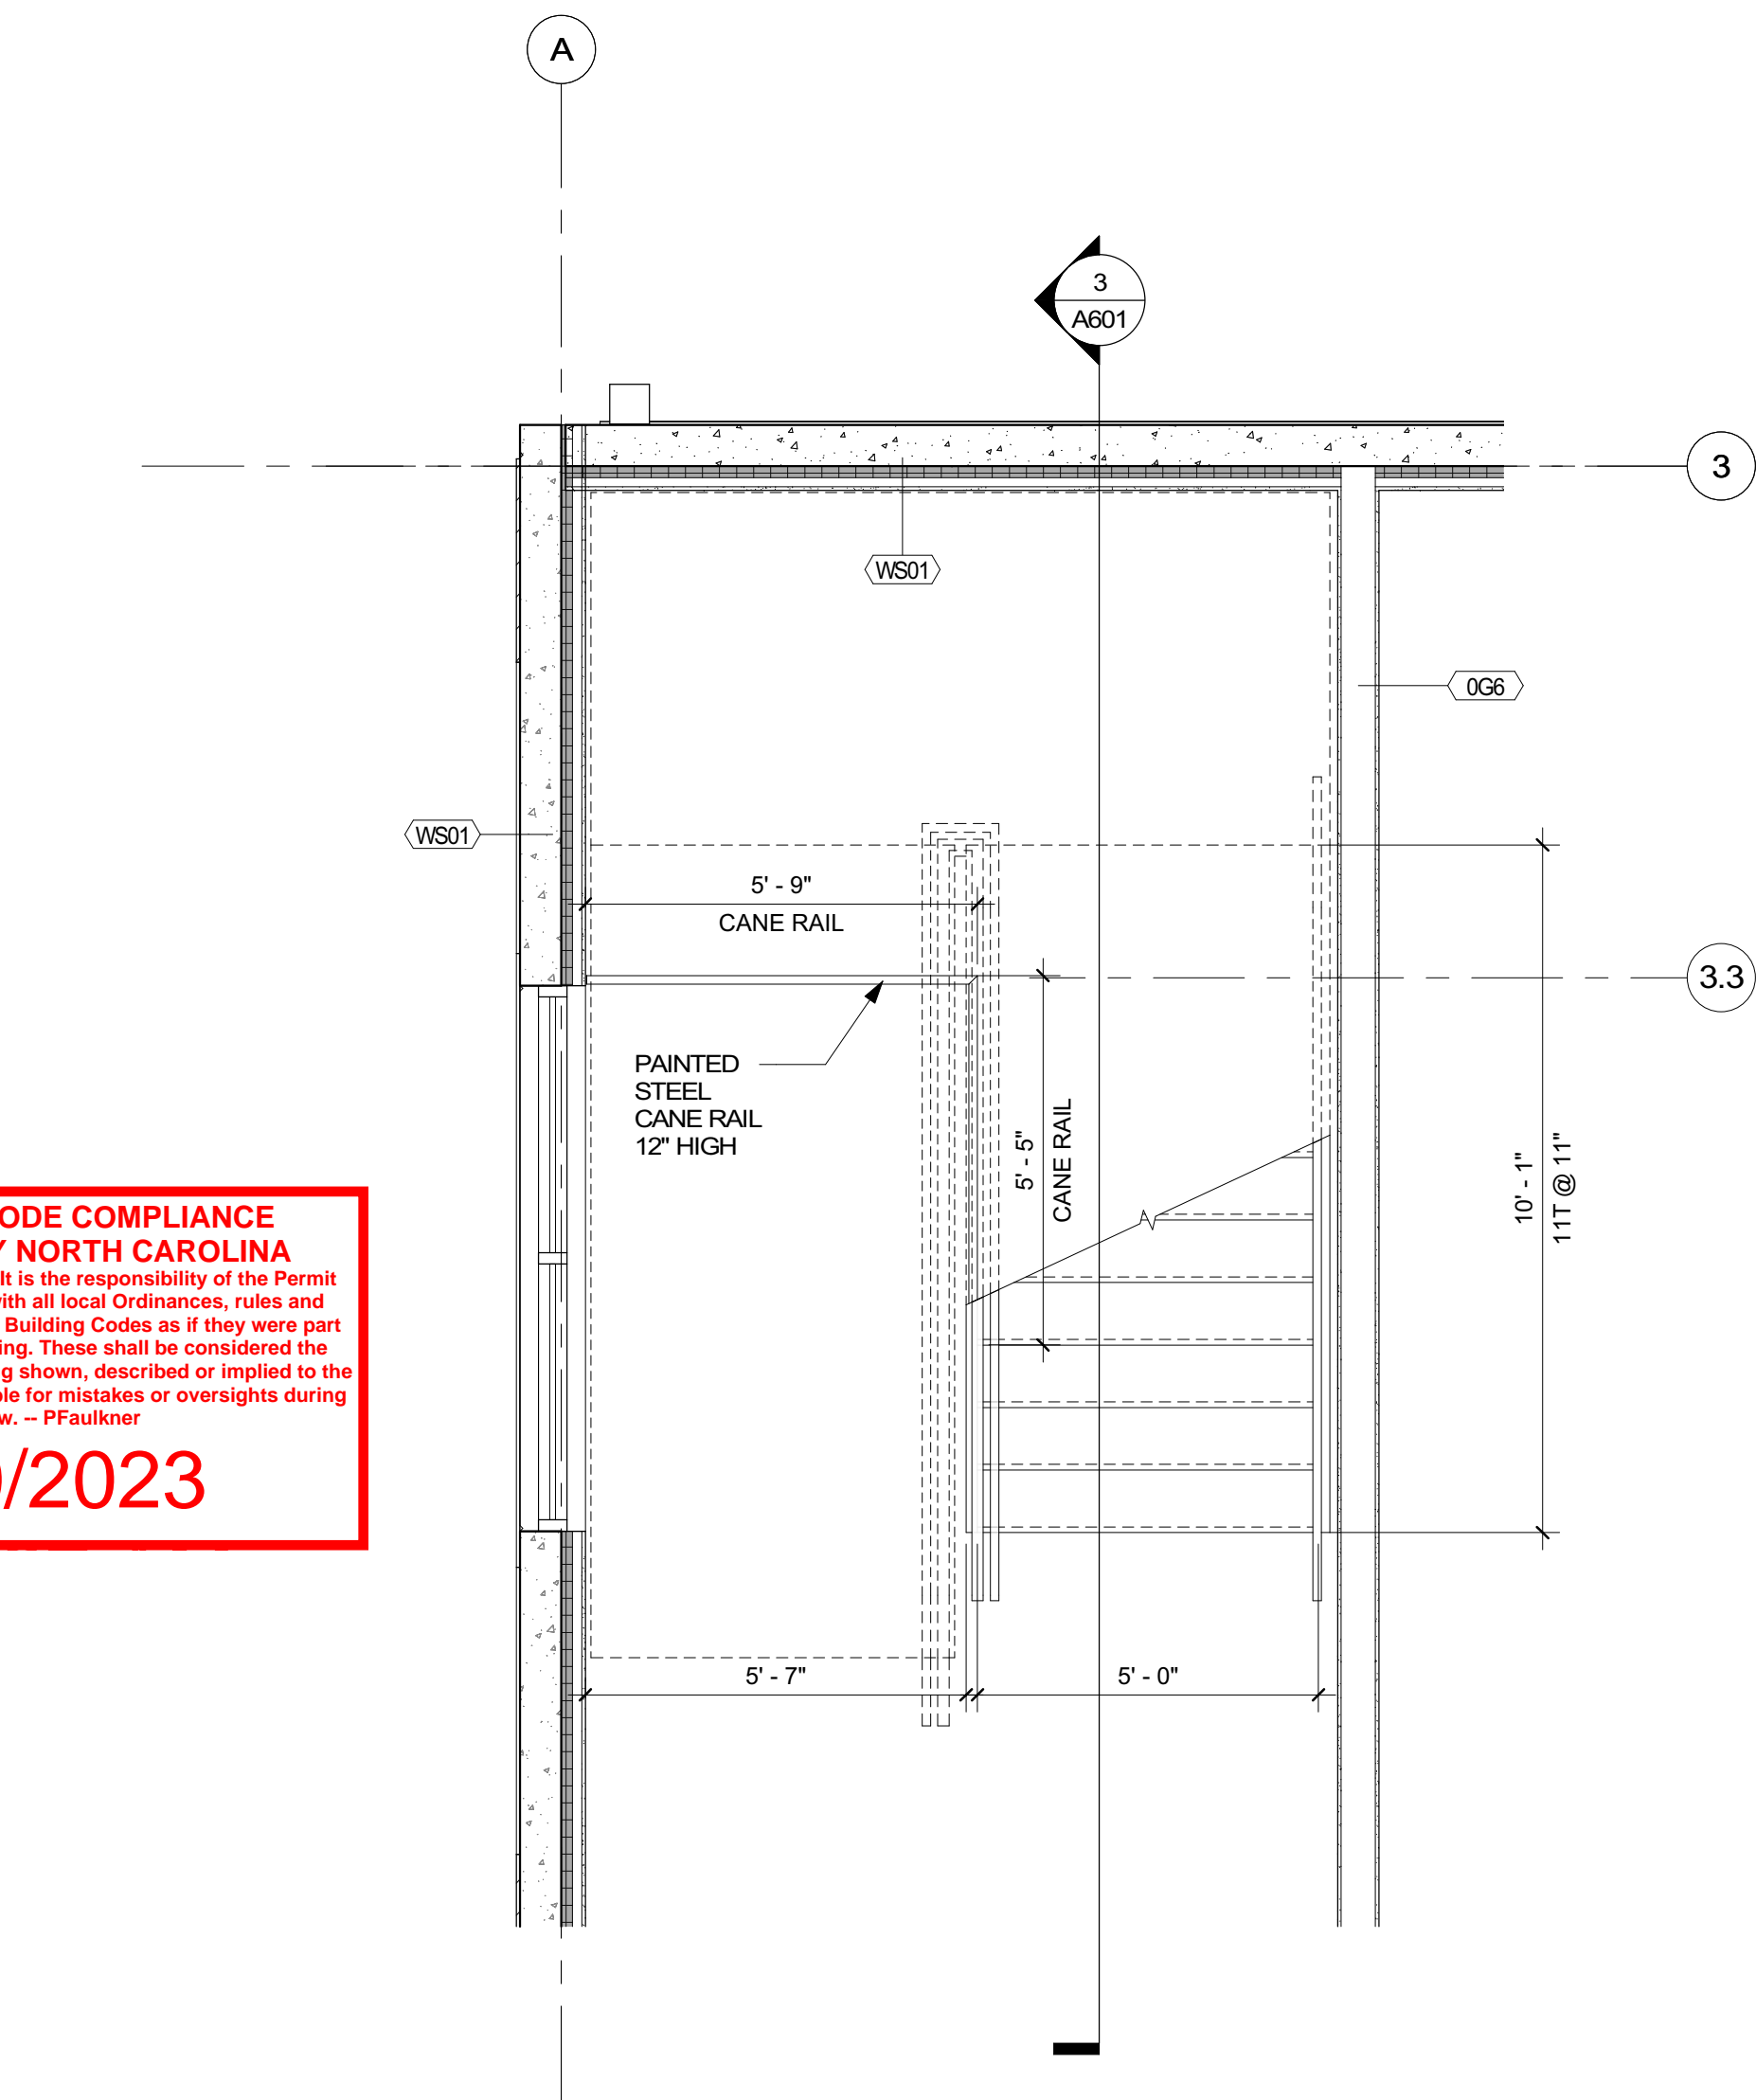 A
3
A601
3
WS01
0G6
WS01
5' - 9"
CANE RAIL
3.3
PAINTED
STEEL
CANE RAIL
12" HIGH
5' - 5"
CANE RAIL
10' - 1"
11T @ 11"
ODE COMPLIANCE
NORTH CAROLINA
It is the responsibility of the Permit
with all local Ordinances, rules and
Building Codes as if they were part
ing. These shall be considered the
g shown, described or implied to the
ble for mistakes or oversights during
w. -- PFaulkner
/2023
5' - 7"
5' - 0"